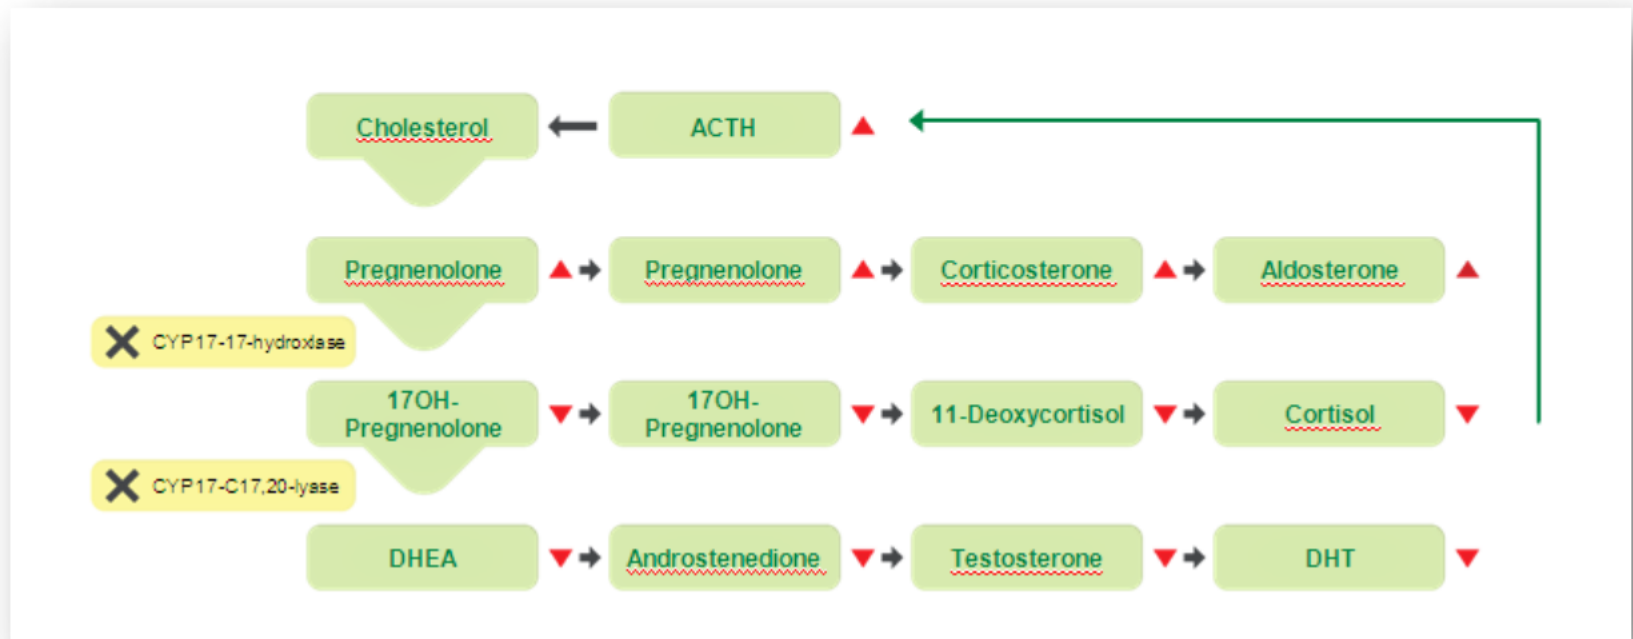 Cholesterol
ACTH
Pregnenolone
Pregnenolone
Corticosterone
Aldosterone
CYP17-17-hydroxlase
17OH-
Pregnenolone
17OH-
Pregnenolone
11-Deoxycortisol
Cortisol
CYP17-C17,20-lyase
DHEA
Androstenedione
Testosterone
DHT